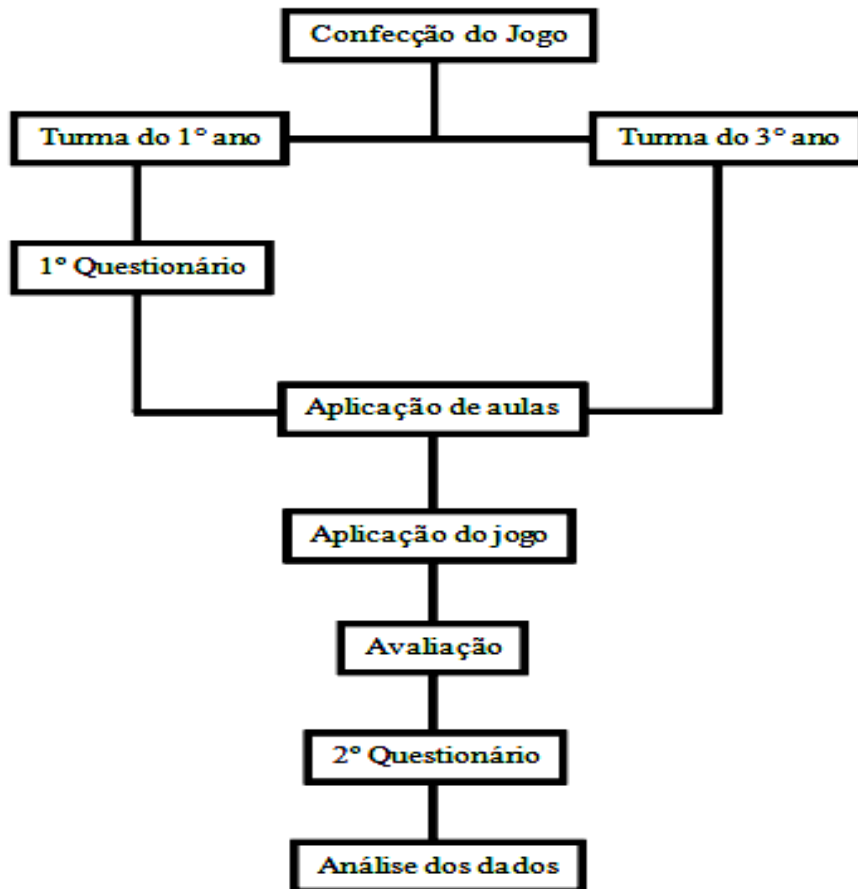 Confecção do Jogo
Turma do 1° ano
Turma do 3° ano
1° Questionário
Aplicação de aulas
Aplicação do jogo
Avaliação
2° Questionário
Análise dos dados